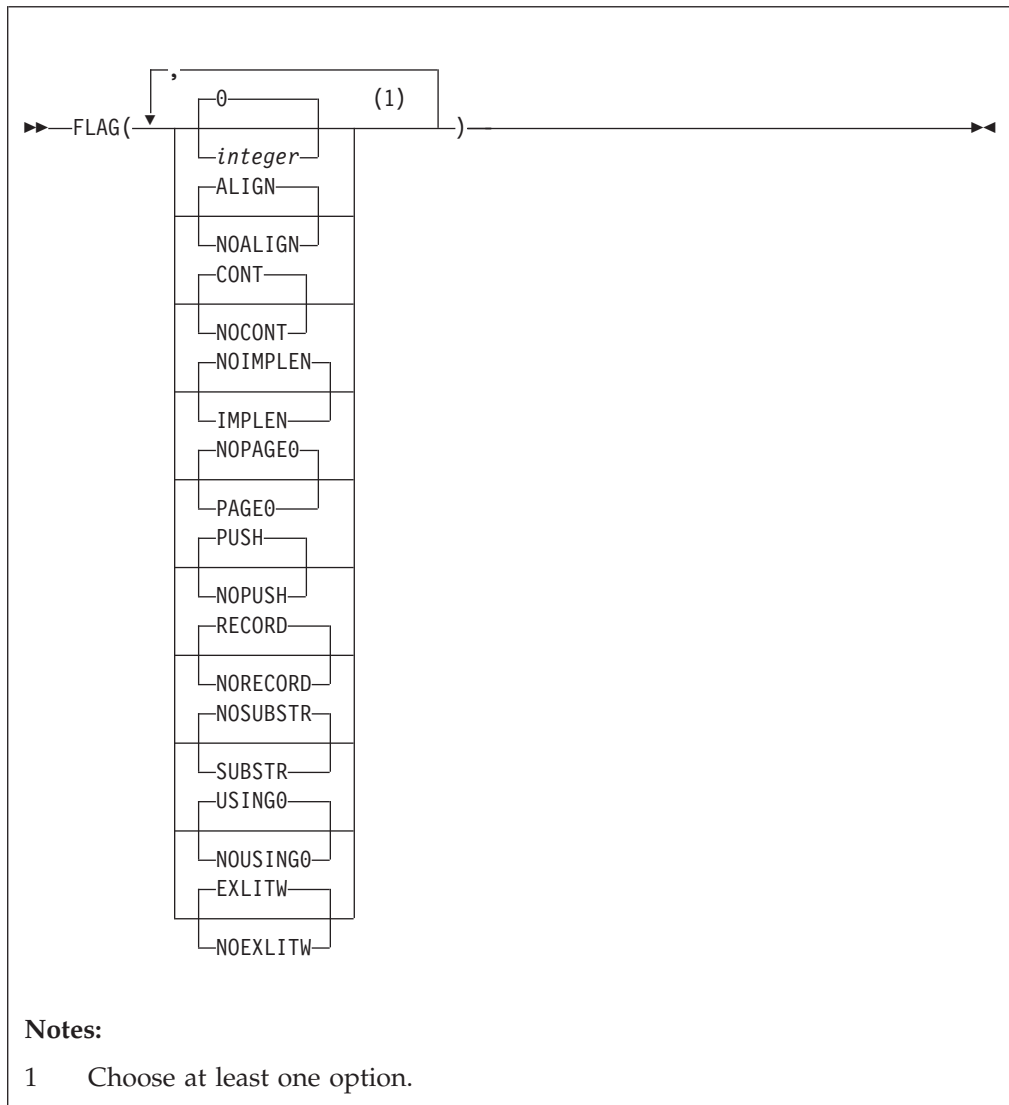 ,
0 (1)
FLAG( )
integer
ALIGN
NOALIGN
CONT
NOCONT
NOIMPLEN
IMPLEN
NOPAGE0
PAGE0
PUSH
NOPUSH
RECORD
NORECORD
NOSUBSTR
SUBSTR
USING0
NOUSING0
EXLITW
NOEXLITW
Notes:
1 Choose at least one option.